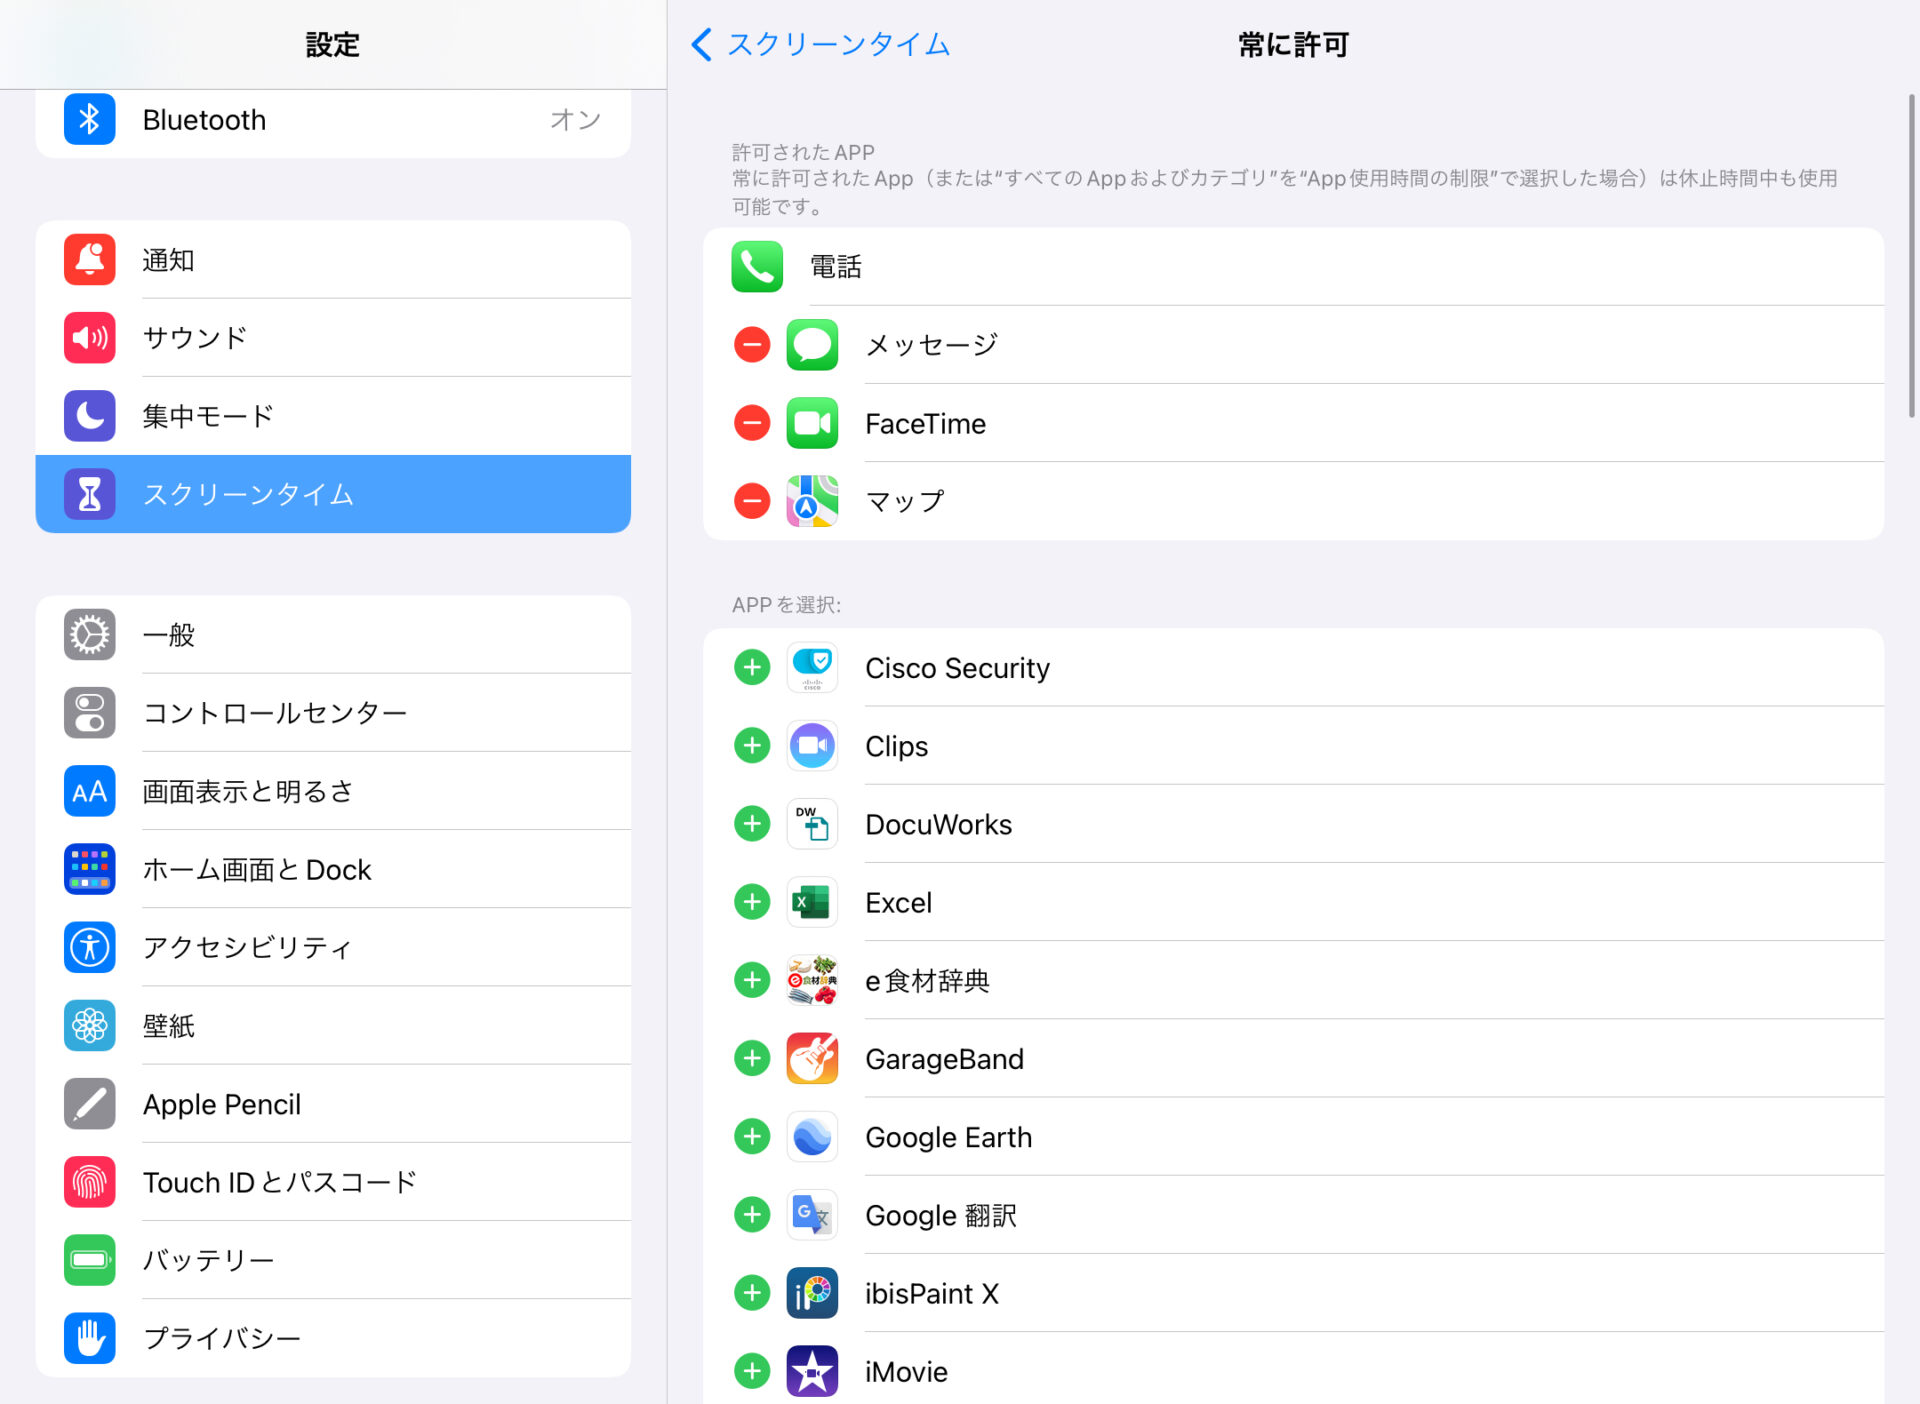 設定
Bluetooth オン
通知
サウンド
集中モード
スクリーンタイム
一般
コントロールセンター
画面表示と明るさ
ホーム画面とDock
アクセシビリティ
壁紙
Apple Pencil
Touch IDとパスコード
バッテリー
プライバシー
スクリーンタイム 常に許可
許可されたAPP
常に許可されたApp（または“すべてのAppおよびカテゴリ”を“App使用時間の制限”で選択した場合）は休止時間中も使用
可能です。
電話
メッセージ
FaceTime
マップ
APPを選択:
Cisco Security
Clips
DocuWorks
Excel
e食材辞典
GarageBand
Google Earth
Google 翻訳
ibisPaint X
iMovie